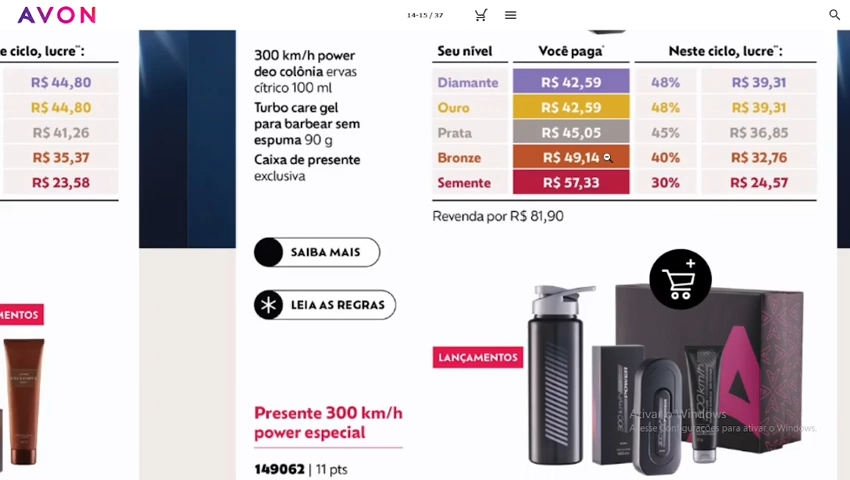 AVON
14-15 / 37
e ciclo, lucre**:
R$ 44,80
R$ 44,80
R$ 41,26
R$ 35,37
R$ 23,58
MENTOS
300 km/h power
deo colônia ervas
cítrico 100 ml
Turbo care gel
para barbear sem
espuma 90 g
Caixa de presente
exclusiva
SAIBA MAIS
LEIA AS REGRAS
Presente 300 km/h
power especial
149062 | 11 pts
Seu nível Você paga* Neste ciclo, lucre**:
Diamante R$ 42,59 48% R$ 39,31
Ouro R$ 42,59 48% R$ 39,31
Prata R$ 45,05 45% R$ 36,85
Bronze R$ 49,14 40% R$ 32,76
Semente R$ 57,33 30% R$ 24,57
Revenda por R$ 81,90
LANÇAMENTOS
300km/h
Ativar o Windows
Acesse Configurações para ativar o Windows.